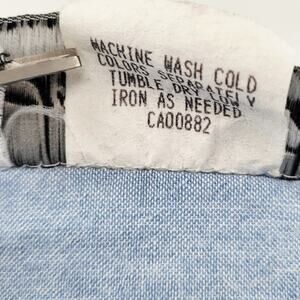 MACHINE WASH COLD
COLORS SEPARATELY
TUMBLE DRY LOW
IRON AS NEEDED
CA00882